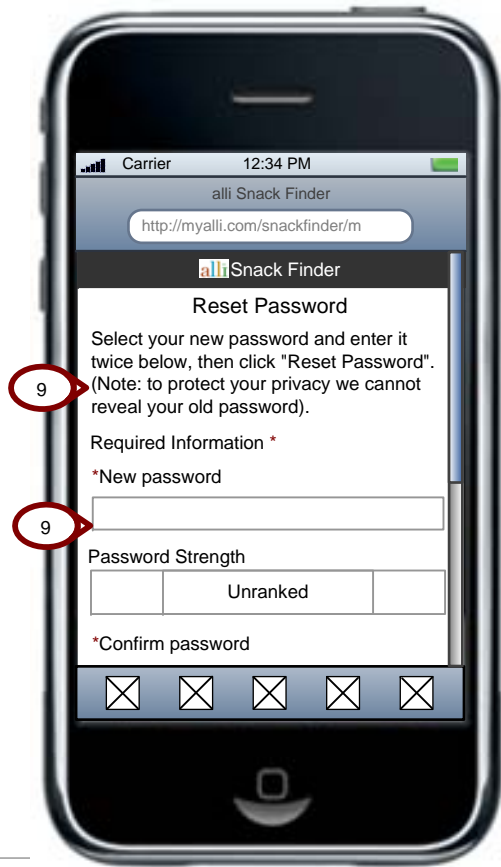 Carrier 12:34 PM
alli Snack Finder
http://myalli.com/snackfinder/m
alli Snack Finder
Reset Password
Select your new password and enter it
twice below, then click "Reset Password".
9
(Note: to protect your privacy we cannot
reveal your old password).
Required Information *
*New password
9
Password Strength
Unranked
*Confirm password